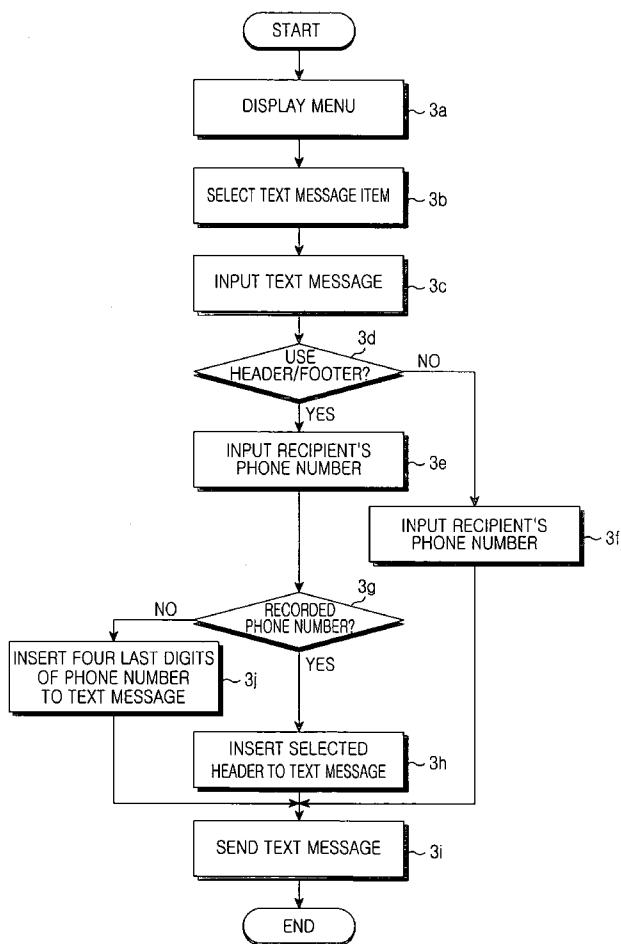 START
DISPLAY MENU
3a
SELECT TEXT MESSAGE ITEM
3b
INPUT TEXT MESSAGE
3c
3d
USE
HEADER/FOOTER?
NO
YES
INPUT RECIPIENT'S
PHONE NUMBER
3e
INPUT RECIPIENT'S
PHONE NUMBER
3f
3g
RECORDED
PHONE NUMBER?
NO
YES
INSERT FOUR LAST DIGITS
OF PHONE NUMBER
TO TEXT MESSAGE
3j
INSERT SELECTED
HEADER TO TEXT MESSAGE
3h
SEND TEXT MESSAGE
3i
END